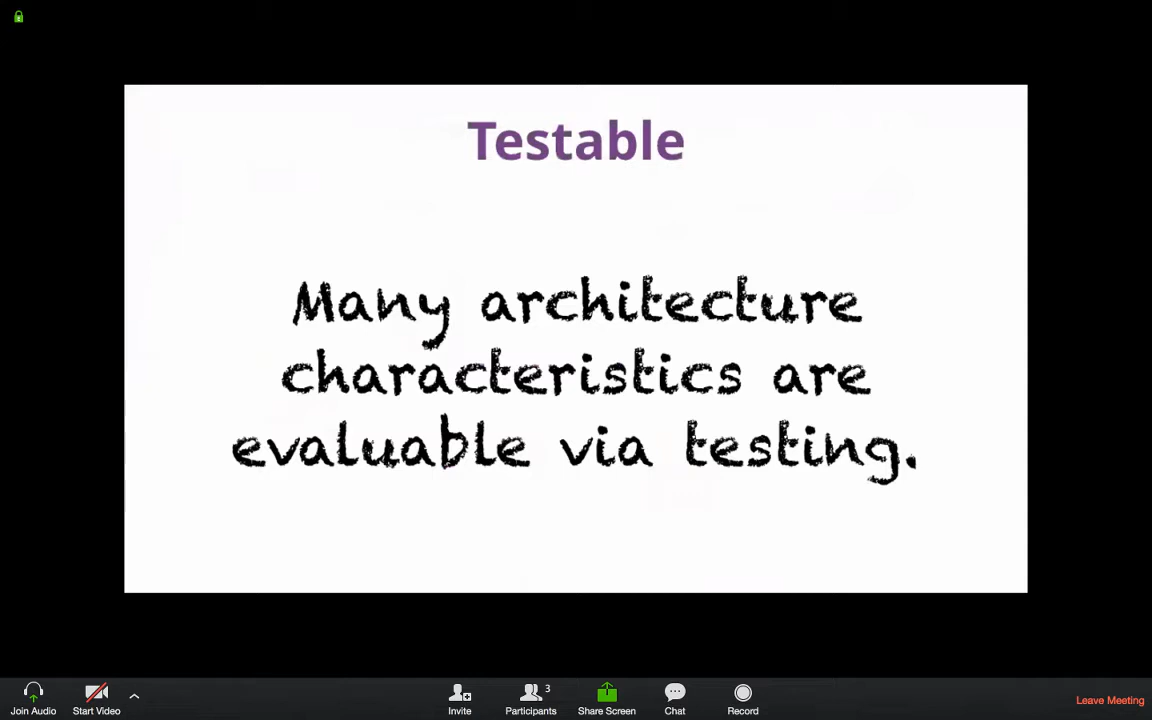 Testable
Many architecture
characteristics are
evaluable via testing.
3
Join Audio
Start Video
Invite
Participants
Share Screen
Chat
Record
Leave Meeting